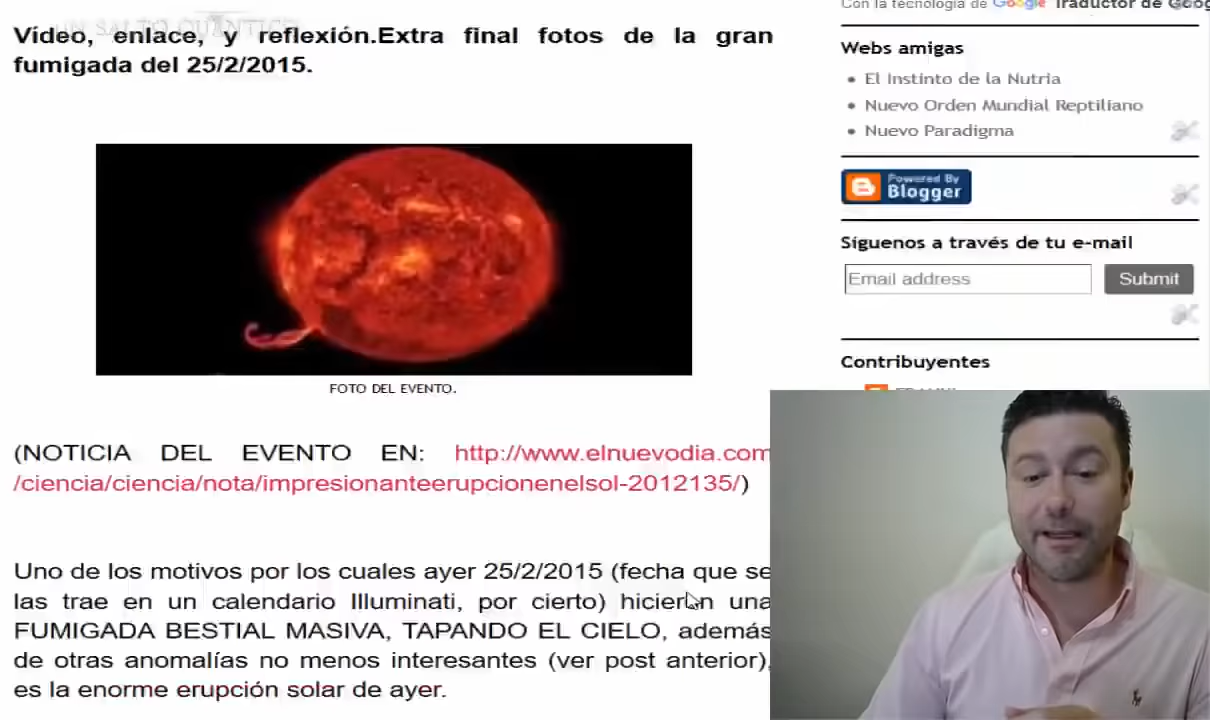 UN SALTO QUÁNTICO
Vídeo, enlace, y reflexión.Extra final fotos de la gran
fumigada del 25/2/2015.
FOTO DEL EVENTO.
(NOTICIA DEL EVENTO EN: http://www.elnuevodia.com
/ciencia/ciencia/nota/impresionanteerupcionenelsol-2012135/)
Uno de los motivos por los cuales ayer 25/2/2015 (fecha que se
las trae en un calendario Illuminati, por cierto) hicieron una
FUMIGADA BESTIAL MASIVA, TAPANDO EL CIELO, además
de otras anomalías no menos interesantes (ver post anterior),
es la enorme erupción solar de ayer.
Con la tecnología de Google Traductor de Goog
Webs amigas
El Instinto de la Nutria
Nuevo Orden Mundial Reptiliano
Nuevo Paradigma
Powered By
Blogger
Síguenos a través de tu e-mail
Email address
Submit
Contribuyentes